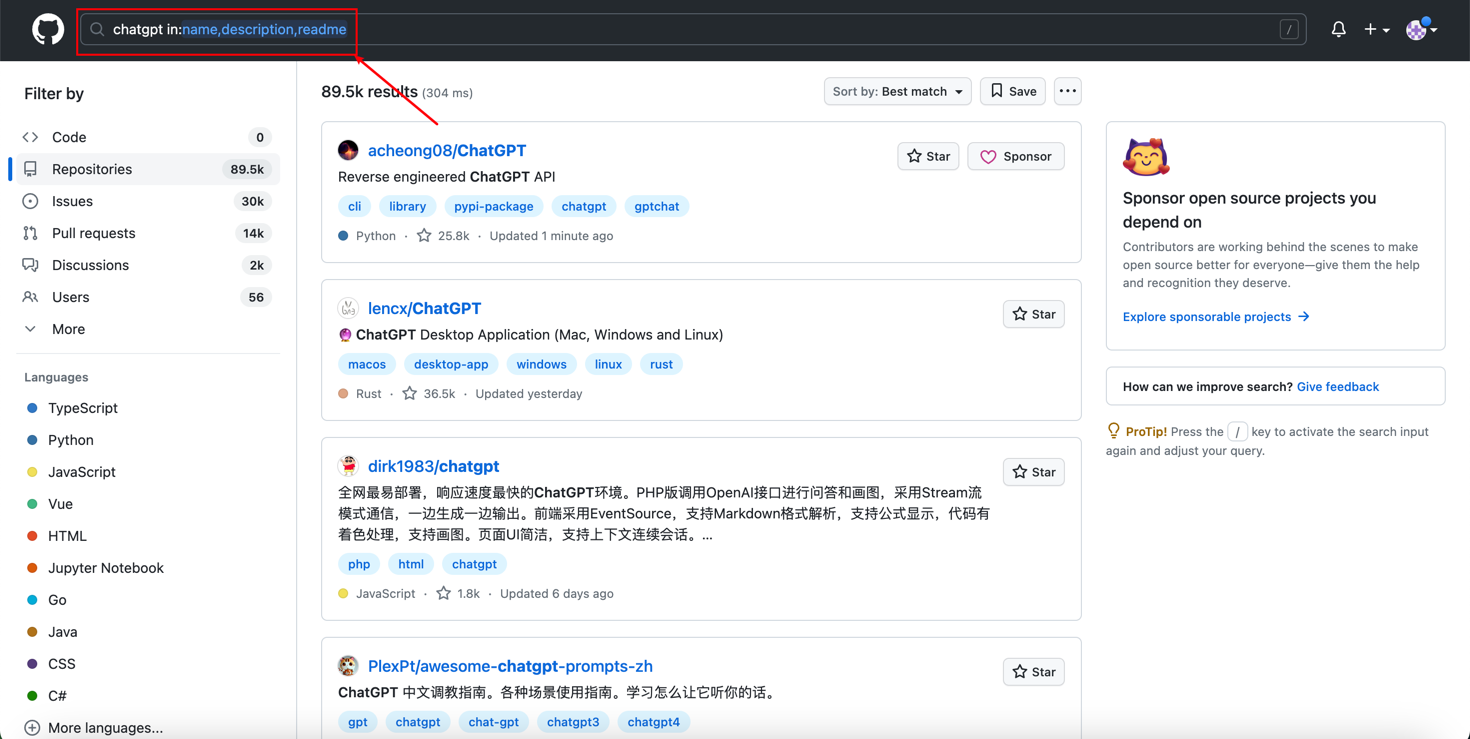 chatgpt in:name,description,readme
/
Filter by
Code 0
Repositories 89.5k
Issues 30k
Pull requests 14k
Discussions 2k
Users 56
More
Languages
TypeScript
Python
JavaScript
Vue
HTML
Jupyter Notebook
Go
Java
CSS
C#
More languages...
89.5k results (304 ms)
Sort by: Best match
Save
acheong08/ChatGPT
Star
Sponsor
Reverse engineered ChatGPT API
cli library pypi-package chatgpt gptchat
Python · 25.8k · Updated 1 minute ago
lencx/ChatGPT
Star
🔮 ChatGPT Desktop Application (Mac, Windows and Linux)
macos desktop-app windows linux rust
Rust · 36.5k · Updated yesterday
dirk1983/chatgpt
Star
全网最易部署，响应速度最快的ChatGPT环境。PHP版调用OpenAI接口进行问答和画图，采用Stream流
模式通信，一边生成一边输出。前端采用EventSource，支持Markdown格式解析，支持公式显示，代码有
着色处理，支持画图。页面UI简洁，支持上下文连续会话。...
php html chatgpt
JavaScript · 1.8k · Updated 6 days ago
PlexPt/awesome-chatgpt-prompts-zh
Star
ChatGPT 中文调教指南。各种场景使用指南。学习怎么让它听你的话。
gpt chatgpt chat-gpt chatgpt3 chatgpt4
Sponsor open source projects you
depend on
Contributors are working behind the scenes to make
open source better for everyone—give them the help
and recognition they deserve.
Explore sponsorable projects →
How can we improve search? Give feedback
ProTip! Press the / key to activate the search input
again and adjust your query.